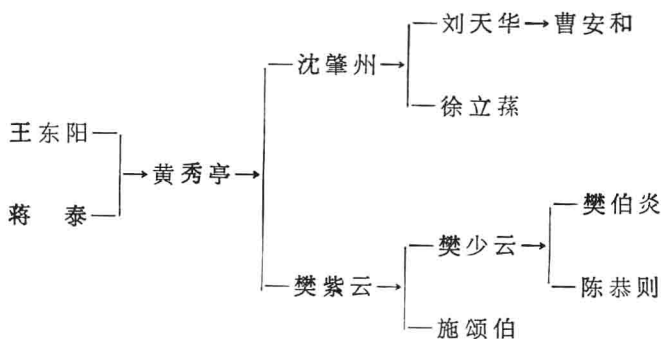 刘天华→曹安和
沈肇州→
徐立荪
王东阳
→黄秀亭→
蒋 泰
樊伯炎
樊少云→
樊紫云→
陈恭则
施颂伯